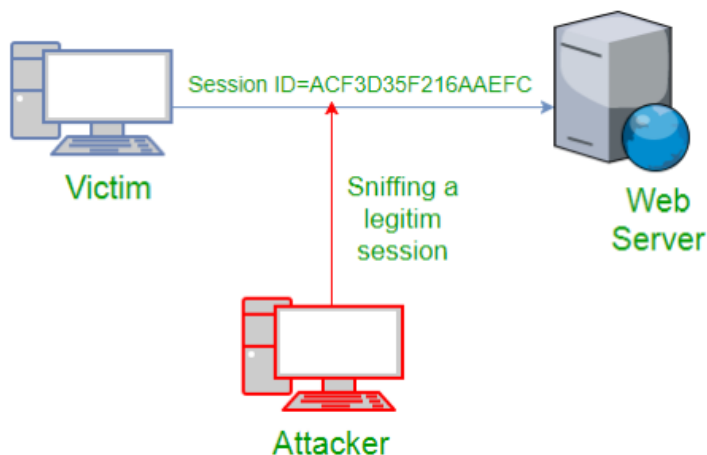 Session ID=ACF3D35F216AAEFC
Victim
Sniffing a
legitim
session
Web
Server
Attacker